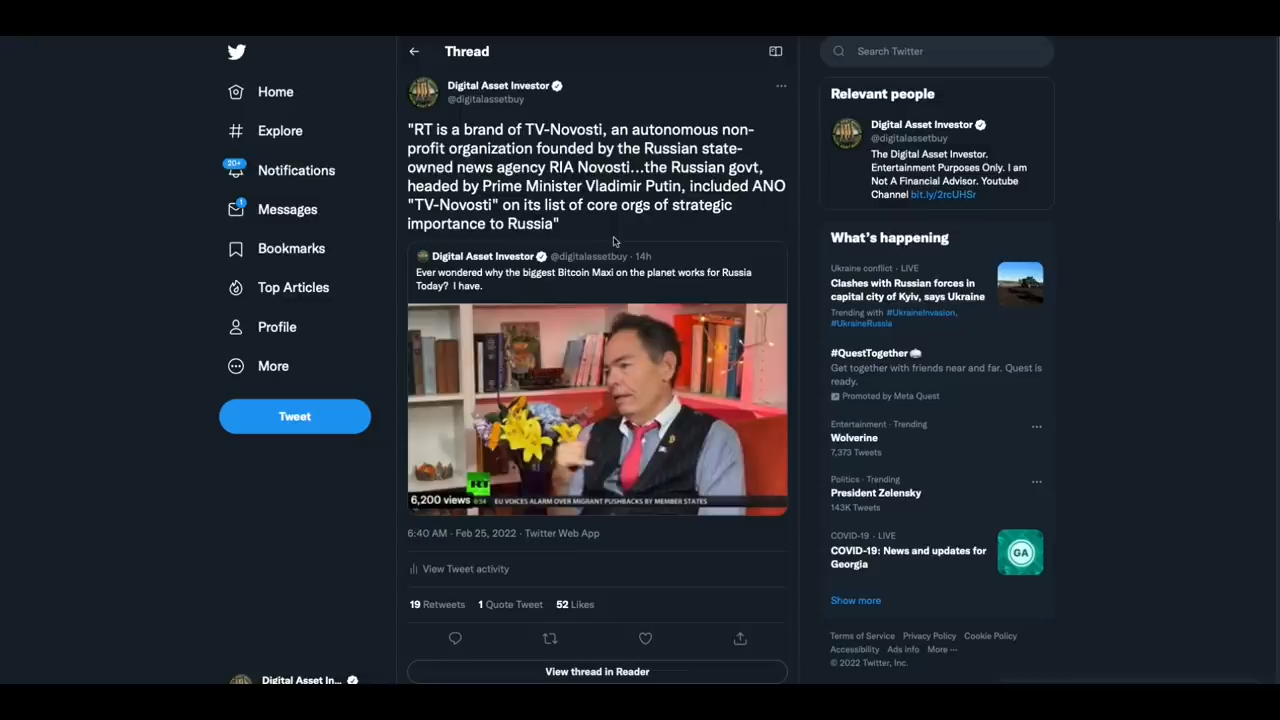 Home
Explore
20+
Notifications
1
Messages
Bookmarks
Top Articles
Profile
More
Tweet
Digital Asset In...
Thread
Digital Asset Investor
@digitalassetbuy
"RT is a brand of TV-Novosti, an autonomous non-
profit organization founded by the Russian state-
owned news agency RIA Novosti...the Russian govt,
headed by Prime Minister Vladimir Putin, included ANO
"TV-Novosti" on its list of core orgs of strategic
importance to Russia"
Digital Asset Investor @digitalassetbuy · 14h
Ever wondered why the biggest Bitcoin Maxi on the planet works for Russia
Today? I have.
RT
6,200 views 0:54 EU VOICES ALARM OVER MIGRANT PUSHBACKS BY MEMBER STATES
6:40 AM · Feb 25, 2022 · Twitter Web App
View Tweet activity
19 Retweets 1 Quote Tweet 52 Likes
View thread in Reader
Search Twitter
Relevant people
Digital Asset Investor
@digitalassetbuy
The Digital Asset Investor.
Entertainment Purposes Only. I am
Not A Financial Advisor. Youtube
Channel bit.ly/2rcUHSr
What's happening
Ukraine conflict · LIVE
Clashes with Russian forces in
capital city of Kyiv, says Ukraine
Trending with #UkraineInvasion,
#UkraineRussia
#QuestTogether
Get together with friends near and far. Quest is
ready.
Promoted by Meta Quest
Entertainment · Trending
Wolverine
7,373 Tweets
Politics · Trending
President Zelensky
143K Tweets
COVID-19 · LIVE
COVID-19: News and updates for
Georgia
GA
Show more
Terms of Service Privacy Policy Cookie Policy
Accessibility Ads info More ···
© 2022 Twitter, Inc.